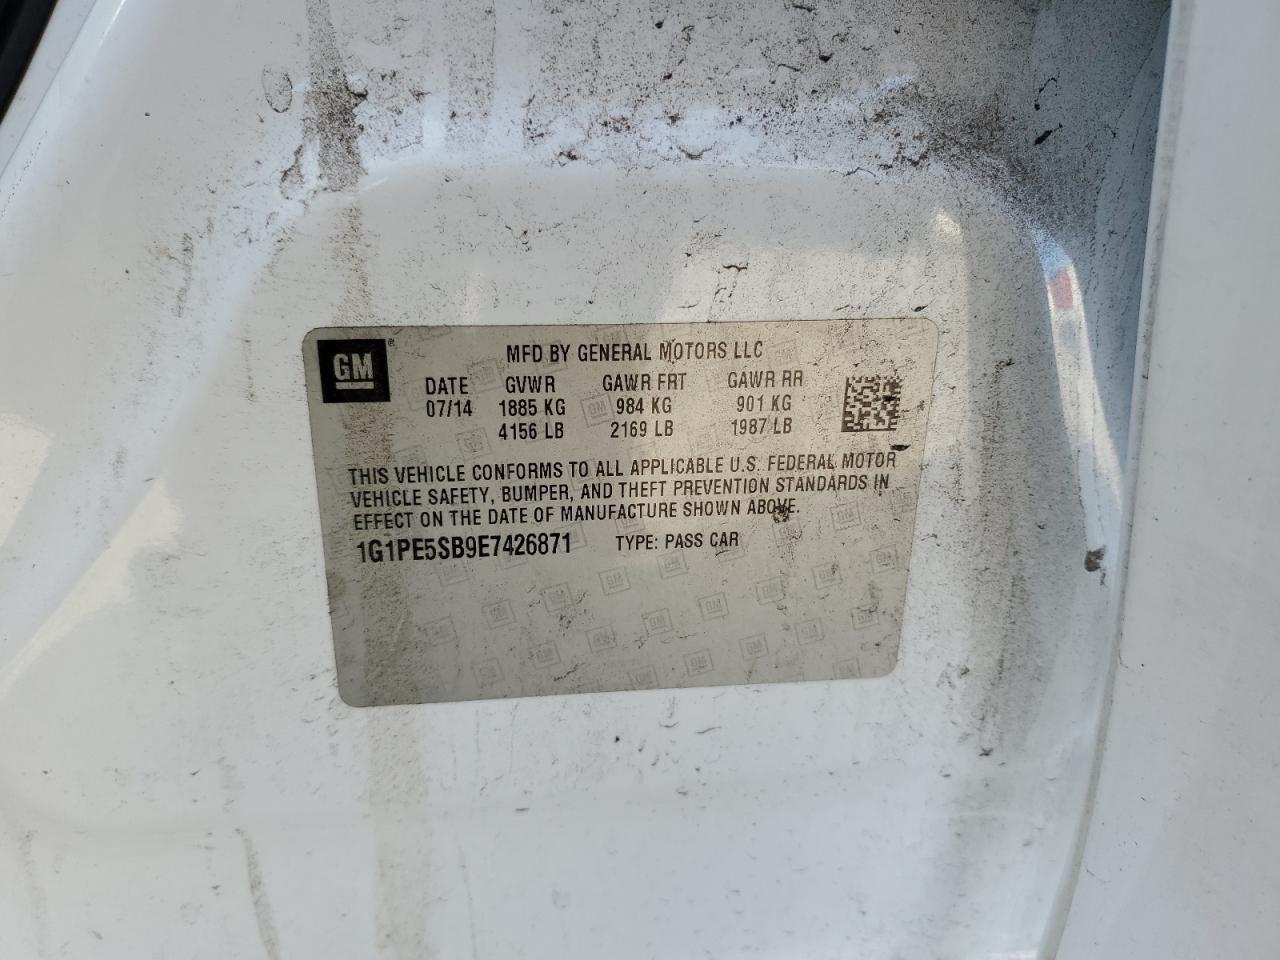 GM ® MFD BY GENERAL MOTORS LLC
DATE GVWR GAWR FRT GAWR RR
07/14 1885 KG 984 KG 901 KG
4156 LB 2169 LB 1987 LB
THIS VEHICLE CONFORMS TO ALL APPLICABLE U.S. FEDERAL MOTOR
VEHICLE SAFETY, BUMPER, AND THEFT PREVENTION STANDARDS IN
EFFECT ON THE DATE OF MANUFACTURE SHOWN ABOVE.
1G1PE5SB9E7426871 TYPE: PASS CAR